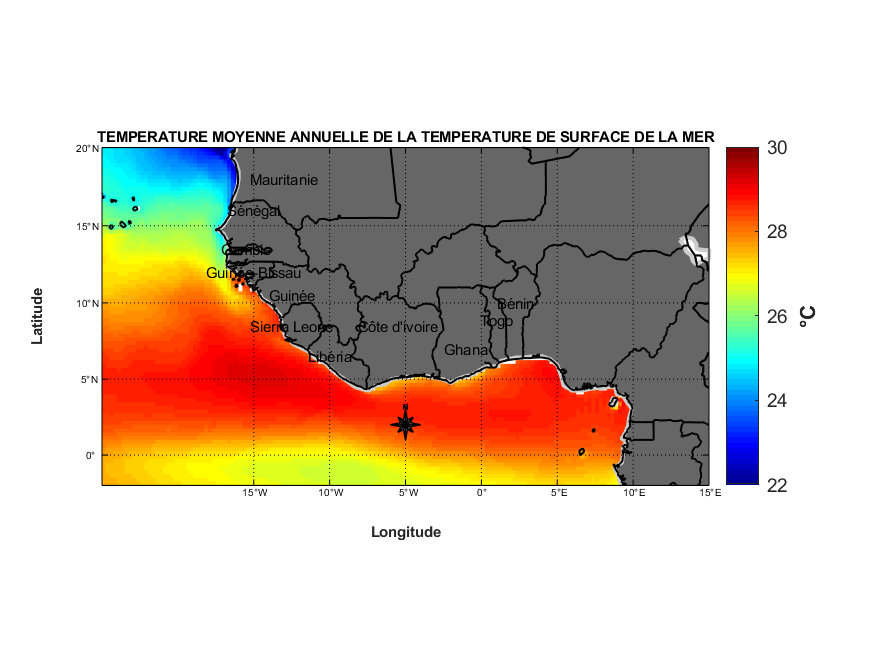 TEMPERATURE MOYENNE ANNUELLE DE LA TEMPERATURE DE SURFACE DE LA MER
20°N
15°N
10°N
5°N
0°
Latitude
Mauritanie
Sénégal
Gambie
Guinée Bissau
Guinée
Sierra Leone
Libéria
Côte d'ivoire
Ghana
Togo
Bénin
15°W
10°W
5°W
0°
5°E
10°E
15°E
Longitude
30
28
26
24
22
°C